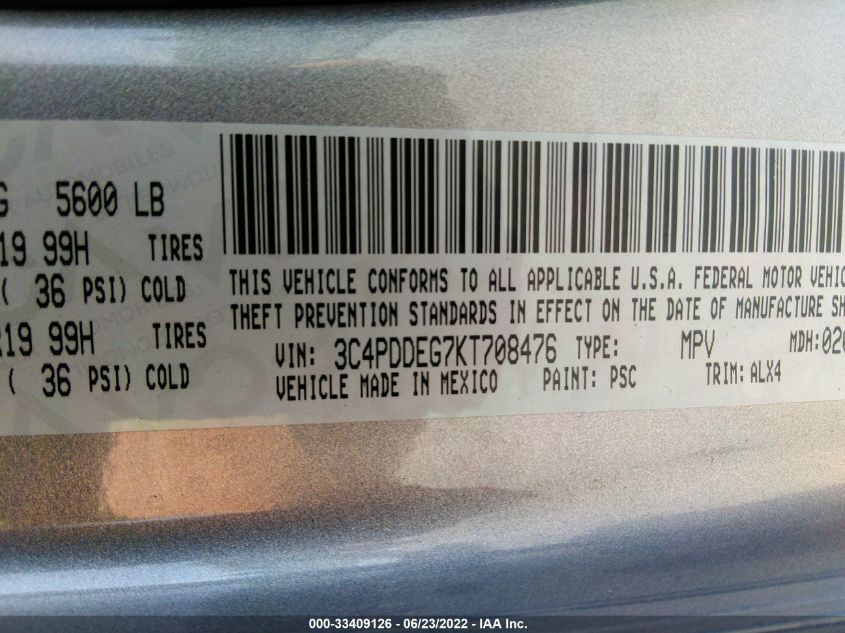 G 5600 LB
19 99H TIRES
( 36 PSI) COLD
R19 99H TIRES
( 36 PSI) COLD
THIS VEHICLE CONFORMS TO ALL APPLICABLE U.S.A. FEDERAL MOTOR VEHIC
THEFT PREVENTION STANDARDS IN EFFECT ON THE DATE OF MANUFACTURE SH
VIN: 3C4PDDEG7KT708476 TYPE: MPV MDH:020
VEHICLE MADE IN MEXICO PAINT: PSC TRIM: ALX4
000-33409126 - 06/23/2022 - IAA Inc.